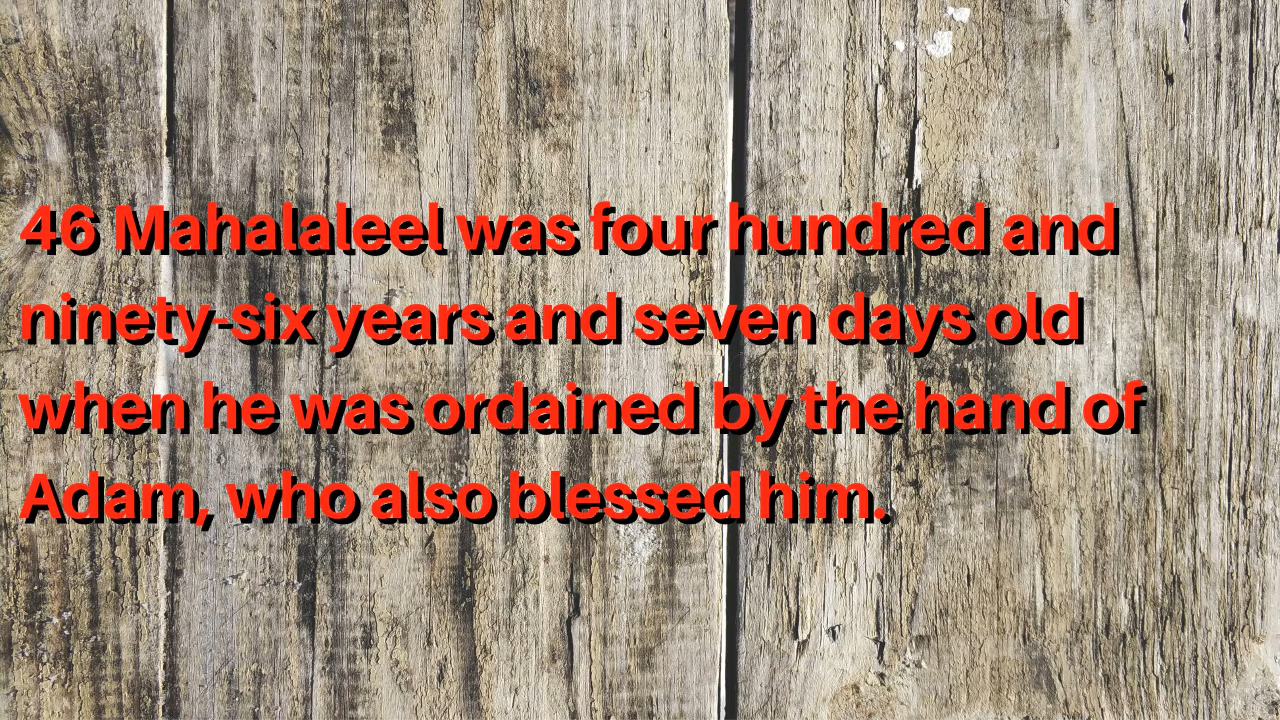 46 Mahalaleel was four hundred and
ninety-six years and seven days old
when he was ordained by the hand of
Adam, who also blessed him.